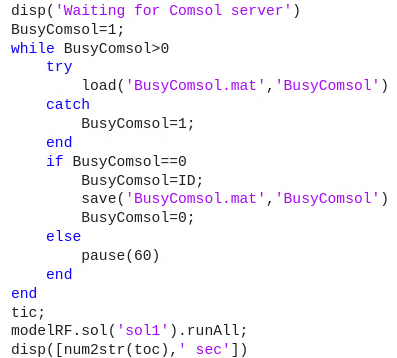 disp('Waiting for Comsol server')
BusyComsol=1;
while BusyComsol>0
    try
        load('BusyComsol.mat','BusyComsol')
    catch
        BusyComsol=1;
    end
    if BusyComsol==0
        BusyComsol=ID;
        save('BusyComsol.mat','BusyComsol')
        BusyComsol=0;
    else
        pause(60)
    end
end
tic;
modelRF.sol('sol1').runAll;
disp([num2str(toc),' sec'])